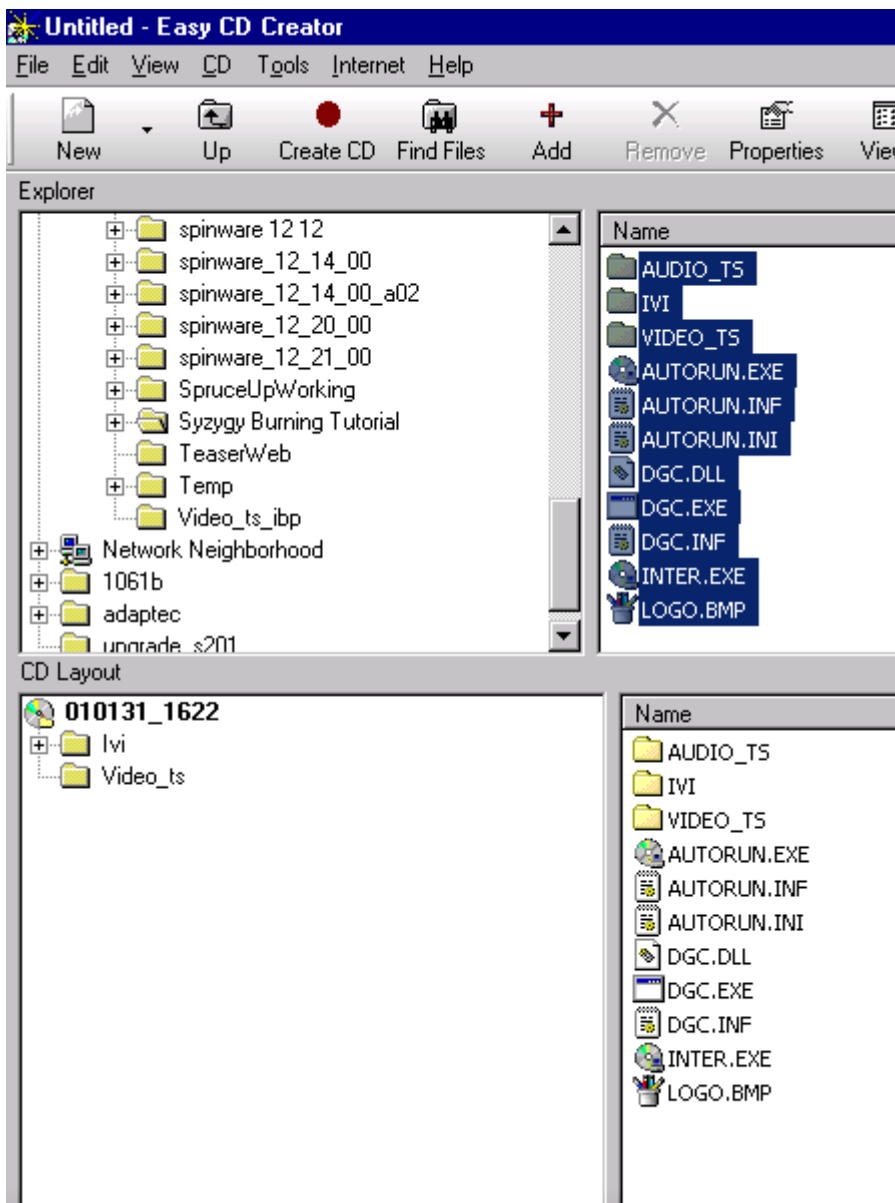 Untitled - Easy CD Creator
File Edit View CD Tools Internet Help
New Up Create CD Find Files Add Remove Properties View
Explorer
spinware 12 12
spinware_12_14_00
spinware_12_14_00_a02
spinware_12_20_00
spinware_12_21_00
SpruceUpWorking
Syzygy Burning Tutorial
TeaserWeb
Temp
Video_ts_ibp
Network Neighborhood
1061b
adaptec
Name
AUDIO_TS
IVI
VIDEO_TS
AUTORUN.EXE
AUTORUN.INF
AUTORUN.INI
DGC.DLL
DGC.EXE
DGC.INF
INTER.EXE
LOGO.BMP
CD Layout
010131_1622
Ivi
Video_ts
Name
AUDIO_TS
IVI
VIDEO_TS
AUTORUN.EXE
AUTORUN.INF
AUTORUN.INI
DGC.DLL
DGC.EXE
DGC.INF
INTER.EXE
LOGO.BMP